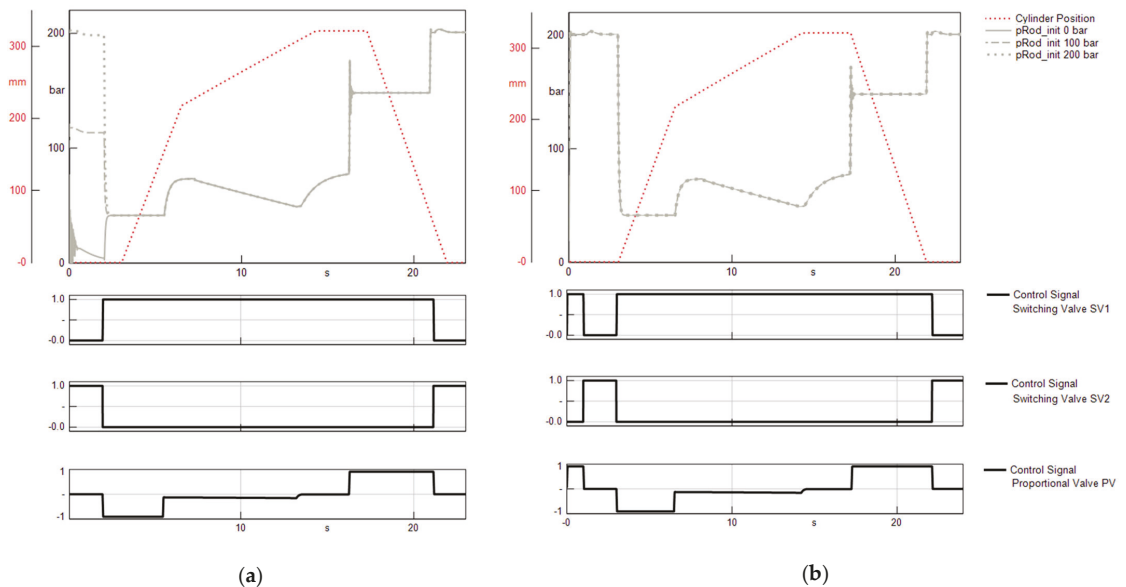 300
200
mm
100
-0
200
bar
100
0
0
10
s
20
300
200
mm
100
-0
200
bar
100
0
0
10
s
20
Cylinder Position
pRod_init 0 bar
pRod_init 100 bar
pRod_init 200 bar
1.0
-
-0.0
1.0
-
-0.0
Control Signal
Switching Valve SV1
1.0
-
-0.0
1.0
-
-0.0
Control Signal
Switching Valve SV2
1
-
-1
10
s
20
1
-
-1
-0
10
s
20
Control Signal
Proportional Valve PV
(a)
(b)